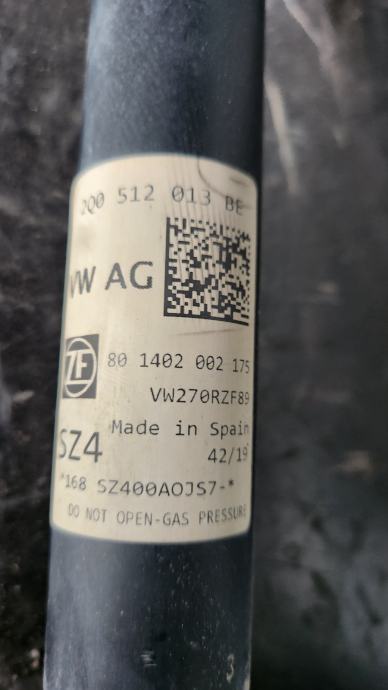 2Q0 512 013 BE
VW AG
ZF
80 1402 002 175
VW270RZF89
Made in Spain
SZ4
42/19
*168 SZ400AOJS7-*
DO NOT OPEN-GAS PRESSURE
3